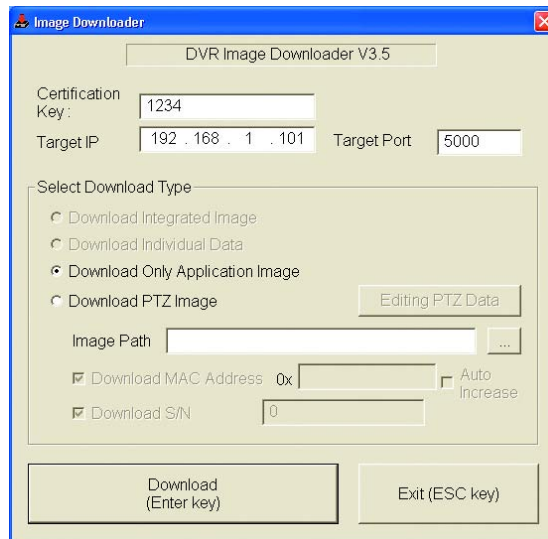 Image Downloader
DVR Image Downloader V3.5
Certification
Key :
1234
Target IP 192 . 168 . 1 . 101 Target Port 5000
Select Download Type
Download Integrated Image
Download Individual Data
Download Only Application Image
Download PTZ Image Editing PTZ Data
Image Path ...
Download MAC Address 0x Auto
Increase
Download S/N 0
Download
(Enter key)
Exit (ESC key)